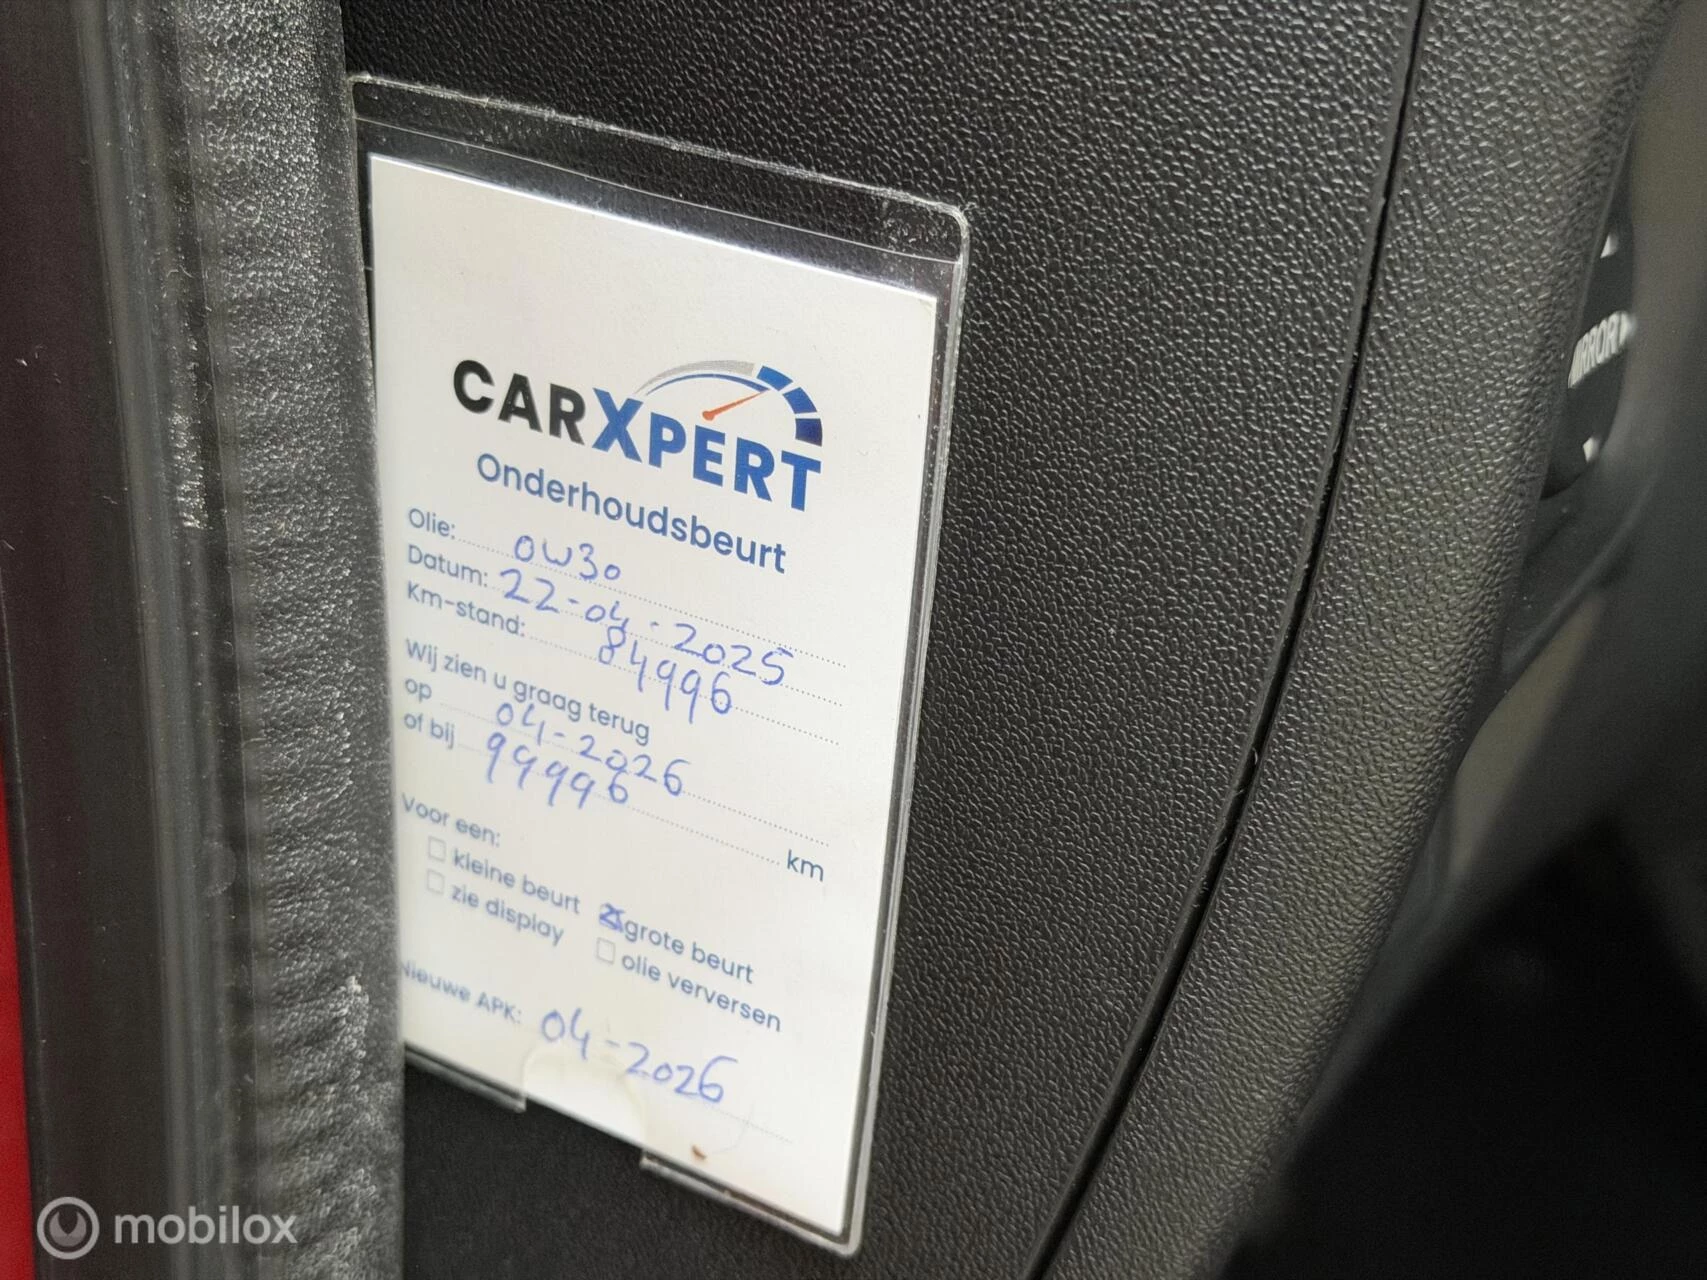 CARXPERT
Onderhoudsbeurt
Olie: 0W30
Datum: 22-04-2025
Km-stand: 84996
Wij zien u graag terug
op 04-2026
of bij 99996 km
Voor een:
kleine beurt grote beurt
zie display olie verversen
Nieuwe APK: 04-2026
MIRROR
mobilox